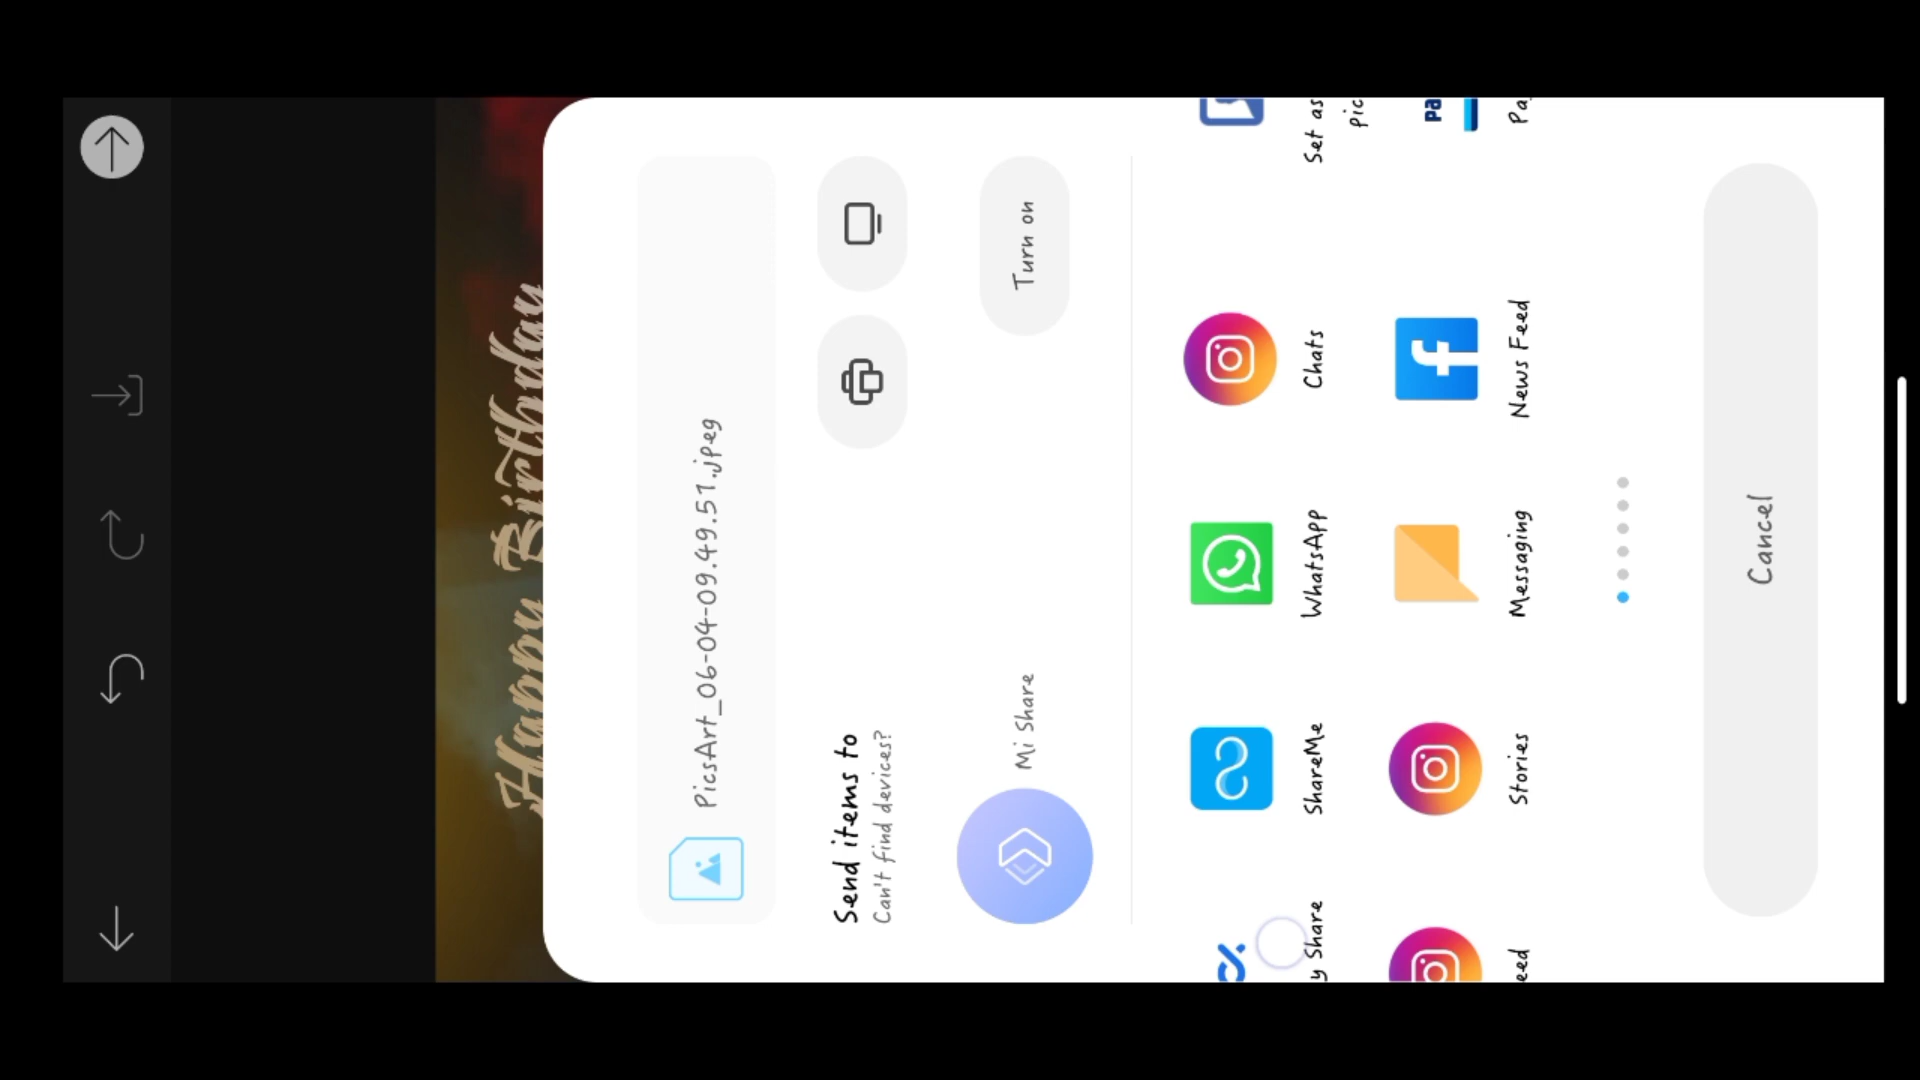 Happy Birthday
PicsArt_06-04-09.49.51.jpeg
Send items to
Can't find devices?
Mi Share
Turn on
y Share
ShareMe
WhatsApp
Chats
Set as
pic
eed
Stories
Messaging
News Feed
Pa
Cancel